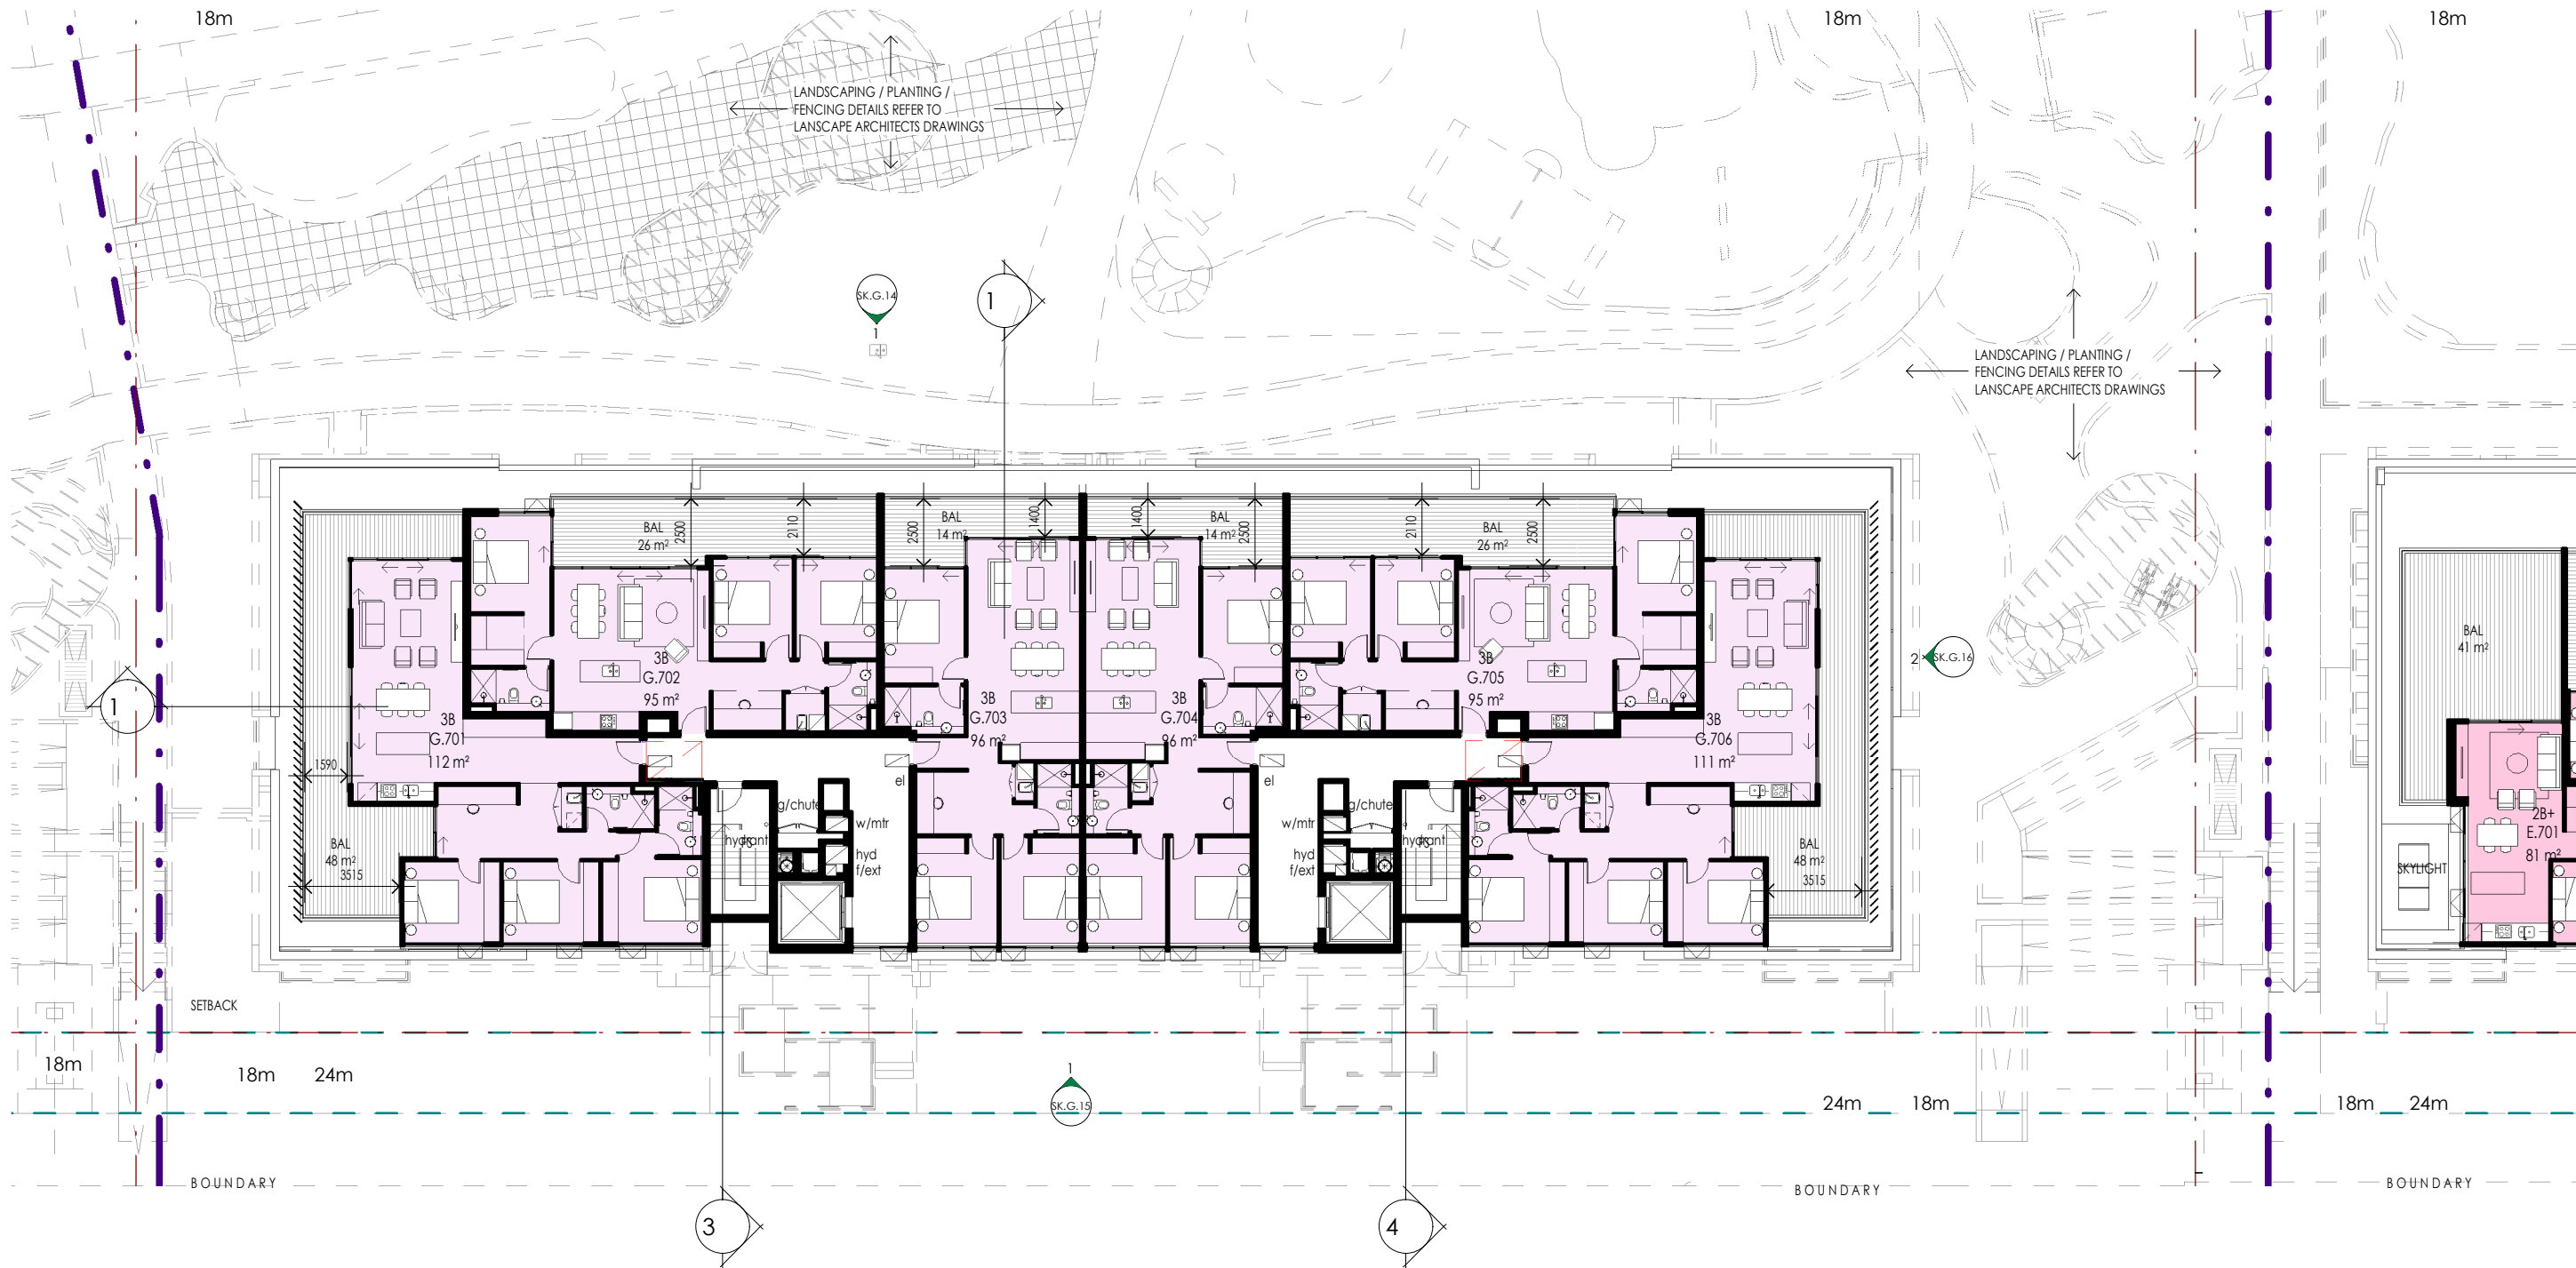 18m
18m
18m
LANDSCAPING / PLANTING /
FENCING DETAILS REFER TO
LANSCAPE ARCHITECTS DRAWINGS
SK.G.14
1
1
LANDSCAPING / PLANTING /
FENCING DETAILS REFER TO
LANSCAPE ARCHITECTS DRAWINGS
BAL
26 m²
2500
2110
2500
BAL
14 m²
1400
1400
BAL
14 m²
2500
2110
BAL
26 m²
2500
3B
G.702
95 m²
3B
G.705
95 m²
2
SK.G.16
BAL
41 m²
1
3B
G.701
112 m²
3B
G.703
96 m²
3B
G.704
96 m²
3B
G.706
111 m²
1590
el
el
g/chute
w/mtr
hydrant
hyd
f/ext
w/mtr
g/chute
hyd
f/ext
hydrant
BAL
48 m²
3515
BAL
48 m²
3515
2B+
E.701
81 m²
SKYLIGHT
SETBACK
18m
18m
24m
1
SK.G.15
24m
18m
18m
24m
BOUNDARY
BOUNDARY
BOUNDARY
3
4